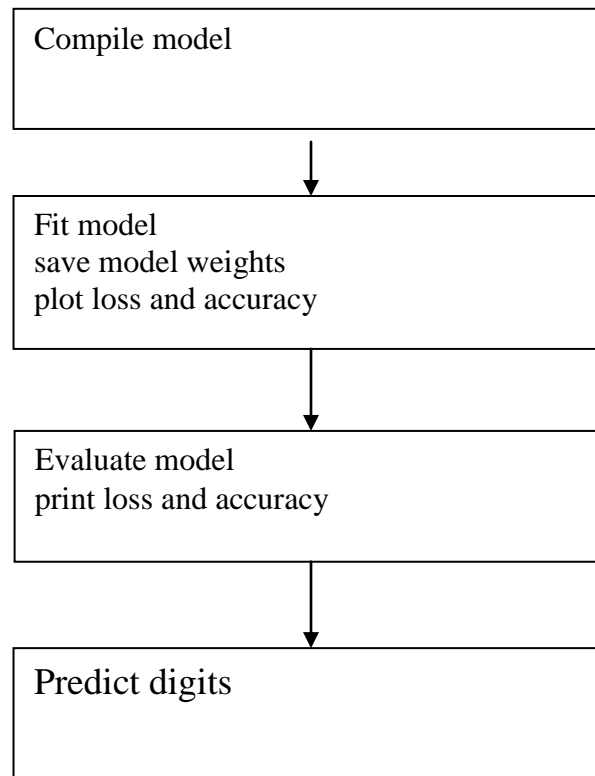 Compile model
Fit model
save model weights
plot loss and accuracy
Evaluate model
print loss and accuracy
Predict digits